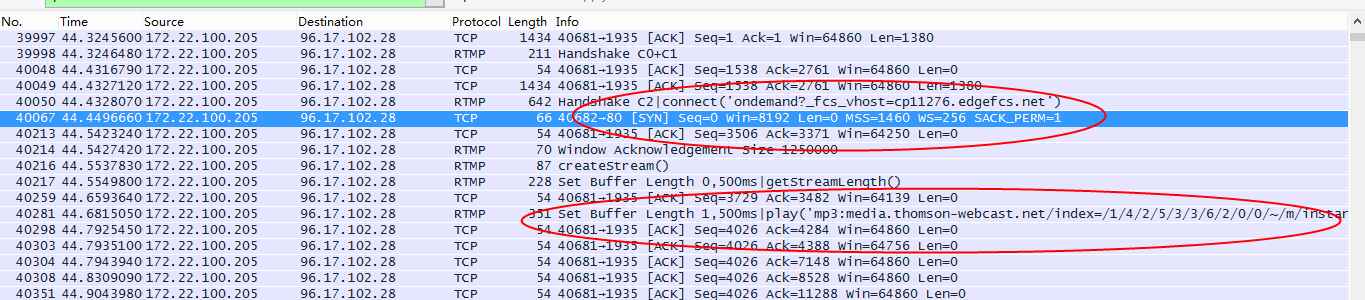 No. Time Source Destination Protocol Length Info
39997 44.3245600 172.22.100.205 96.17.102.28 TCP 1434 40681→1935 [ACK] Seq=1 Ack=1 Win=64860 Len=1380
39998 44.3246480 172.22.100.205 96.17.102.28 RTMP 211 Handshake C0+C1
40048 44.4316790 172.22.100.205 96.17.102.28 TCP 54 40681→1935 [ACK] Seq=1538 Ack=2761 Win=64860 Len=0
40049 44.4327120 172.22.100.205 96.17.102.28 TCP 1434 40681→1935 [ACK] Seq=1538 Ack=2761 Win=64860 Len=1380
40050 44.4328070 172.22.100.205 96.17.102.28 RTMP 642 Handshake C2|connect('ondemand?_fcs_vhost=cp11276.edgefcs.net')
40067 44.4496660 172.22.100.205 96.17.102.28 TCP 66 40682→80 [SYN] Seq=0 Win=8192 Len=0 MSS=1460 WS=256 SACK_PERM=1
40213 44.5423240 172.22.100.205 96.17.102.28 TCP 54 40681→1935 [ACK] Seq=3506 Ack=3371 Win=64250 Len=0
40214 44.5427420 172.22.100.205 96.17.102.28 RTMP 70 Window Acknowledgement Size 1250000
40216 44.5537830 172.22.100.205 96.17.102.28 RTMP 87 createStream()
40217 44.5549800 172.22.100.205 96.17.102.28 RTMP 228 Set Buffer Length 0,500ms|getStreamLength()
40259 44.6593640 172.22.100.205 96.17.102.28 TCP 54 40681→1935 [ACK] Seq=3729 Ack=3482 Win=64139 Len=0
40281 44.6815050 172.22.100.205 96.17.102.28 RTMP 351 Set Buffer Length 1,500ms|play('mp3:media.thomson-webcast.net/index=/1/4/2/5/3/3/6/2/0/0/~/m/instan
40298 44.7925450 172.22.100.205 96.17.102.28 TCP 54 40681→1935 [ACK] Seq=4026 Ack=4284 Win=64860 Len=0
40303 44.7935100 172.22.100.205 96.17.102.28 TCP 54 40681→1935 [ACK] Seq=4026 Ack=4388 Win=64756 Len=0
40304 44.7943940 172.22.100.205 96.17.102.28 TCP 54 40681→1935 [ACK] Seq=4026 Ack=7148 Win=64860 Len=0
40308 44.8309090 172.22.100.205 96.17.102.28 TCP 54 40681→1935 [ACK] Seq=4026 Ack=8528 Win=64860 Len=0
40351 44.9043980 172.22.100.205 96.17.102.28 TCP 54 40681→1935 [ACK] Seq=4026 Ack=11288 Win=64860 Len=0